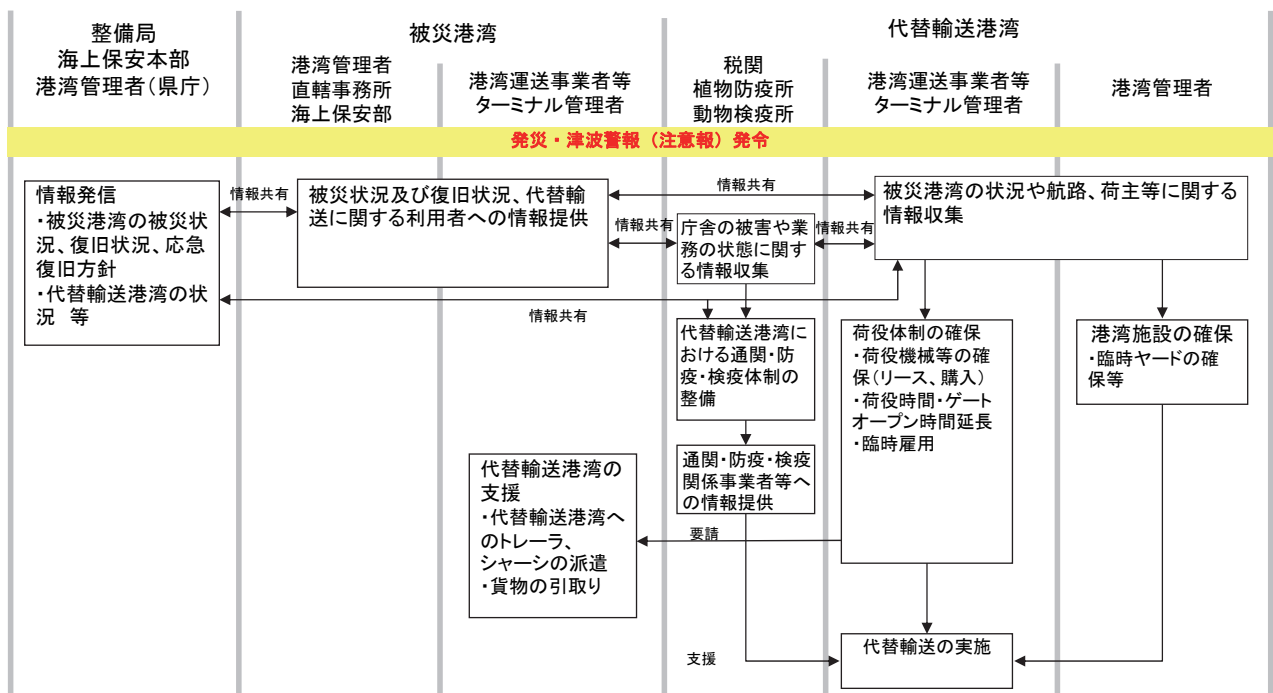 整備局
海上保安本部
港湾管理者(県庁)
被災港湾
代替輸送港湾
港湾管理者
直轄事務所
海上保安部
港湾運送事業者等
ターミナル管理者
税関
植物防疫所
動物検疫所
港湾運送事業者等
ターミナル管理者
港湾管理者
発災・津波警報(注意報)発令
情報発信
・被災港湾の被災状
況、復旧状況、応急
復旧方針
・代替輸送港湾の状
況 等
情報共有
被災状況及び復旧状況、代替輸
送に関する利用者への情報提供
情報共有
情報共有
庁舎の被害や業
務の状態に関す
る情報収集
情報共有
被災港湾の状況や航路、荷主等に関する
情報収集
情報共有
代替輸送港湾に
おける通関・防
疫・検疫体制の
整備
荷役体制の確保
・荷役機械等の確
保(リース、購入)
・荷役時間・ゲート
オープン時間延長
・臨時雇用
港湾施設の確保
・臨時ヤードの確
保等
通関・防疫・検疫
関係事業者等へ
の情報提供
代替輸送港湾の
支援
・代替輸送港湾へ
のトレーラ、
シャーシの派遣
・貨物の引取り
要請
支援
代替輸送の実施